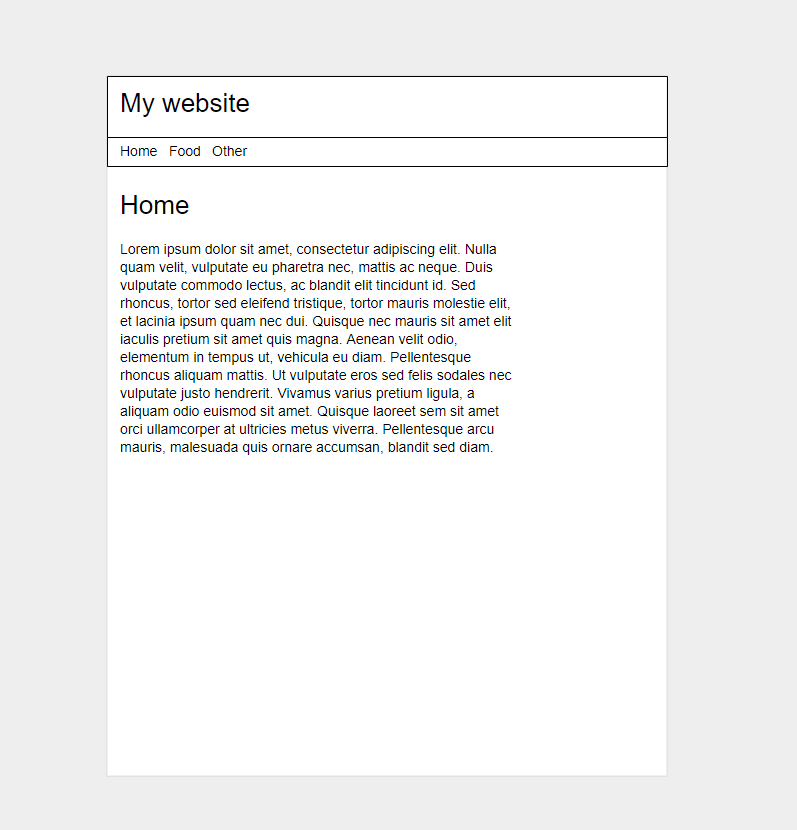 My website
Home Food Other
Home
Lorem ipsum dolor sit amet, consectetur adipiscing elit. Nulla
quam velit, vulputate eu pharetra nec, mattis ac neque. Duis
vulputate commodo lectus, ac blandit elit tincidunt id. Sed
rhoncus, tortor sed eleifend tristique, tortor mauris molestie elit,
et lacinia ipsum quam nec dui. Quisque nec mauris sit amet elit
iaculis pretium sit amet quis magna. Aenean velit odio,
elementum in tempus ut, vehicula eu diam. Pellentesque
rhoncus aliquam mattis. Ut vulputate eros sed felis sodales nec
vulputate justo hendrerit. Vivamus varius pretium ligula, a
aliquam odio euismod sit amet. Quisque laoreet sem sit amet
orci ullamcorper at ultricies metus viverra. Pellentesque arcu
mauris, malesuada quis ornare accumsan, blandit sed diam.